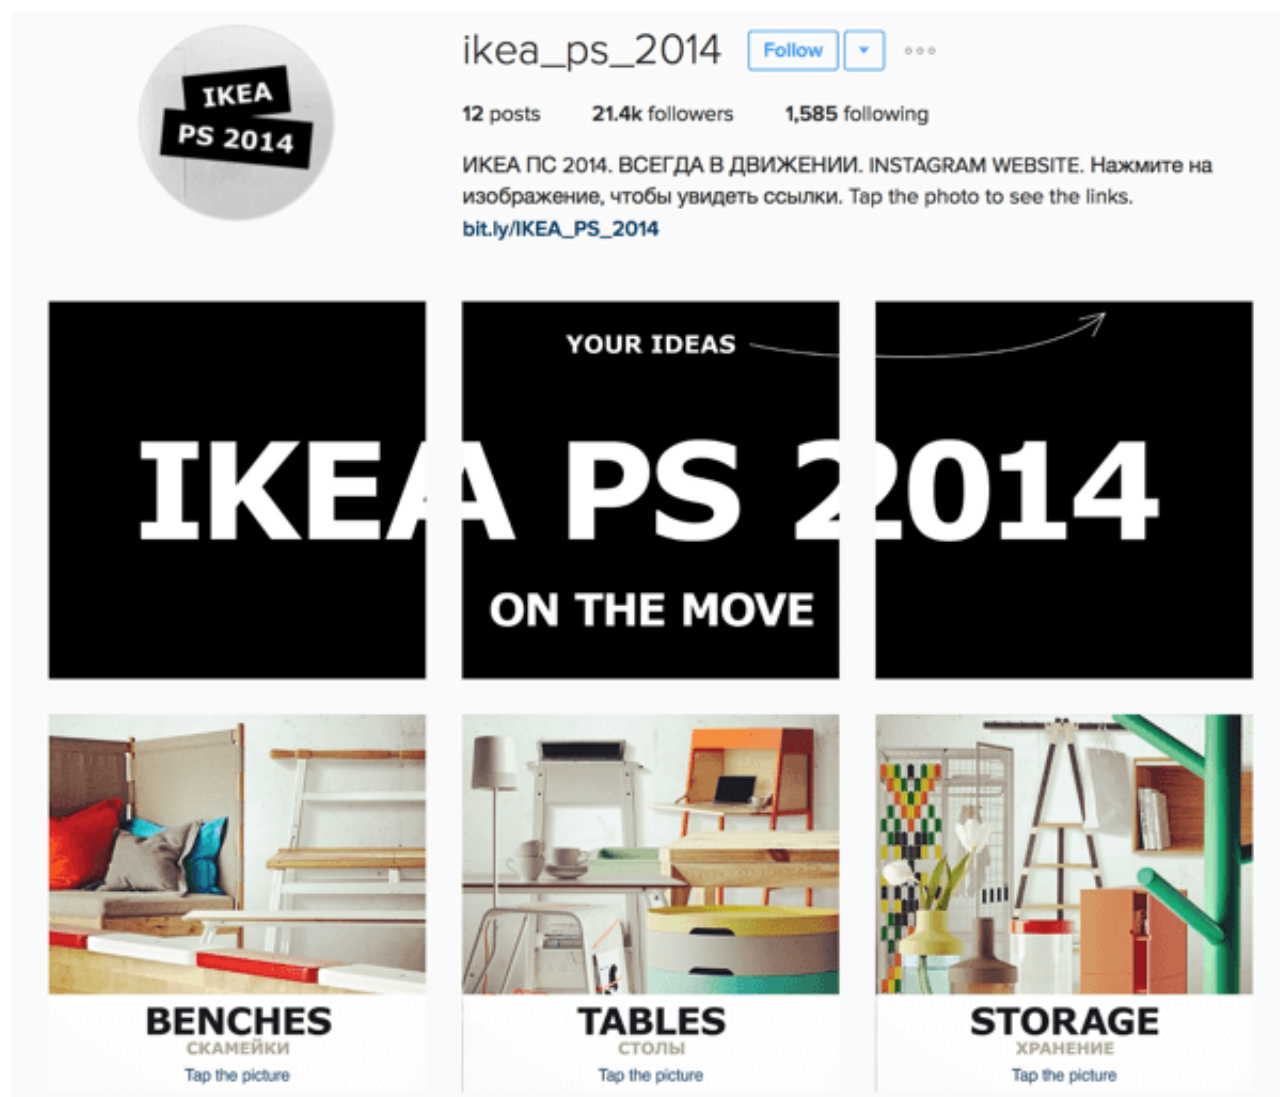 IKEA
PS 2014
ikea_ps_2014
Follow
12 posts 21.4k followers 1,585 following
ИКЕА ПС 2014. ВСЕГДА В ДВИЖЕНИИ. INSTAGRAM WEBSITE. Нажмите на
изображение, чтобы увидеть ссылки. Tap the photo to see the links.
bit.ly/IKEA_PS_2014
YOUR IDEAS
IKEA PS 2014
ON THE MOVE
BENCHES
СКАМЕЙКИ
Tap the picture
TABLES
СТОЛЫ
Tap the picture
STORAGE
ХРАНЕНИЕ
Tap the picture